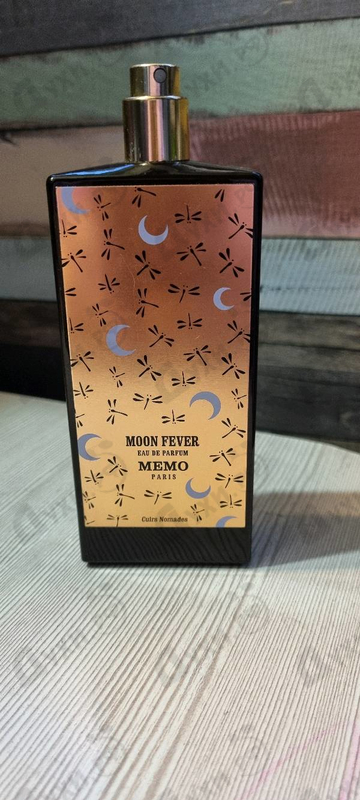 MOON FEVER
EAU DE PARFUM
MEMO
PARIS
Cuirs Nomades